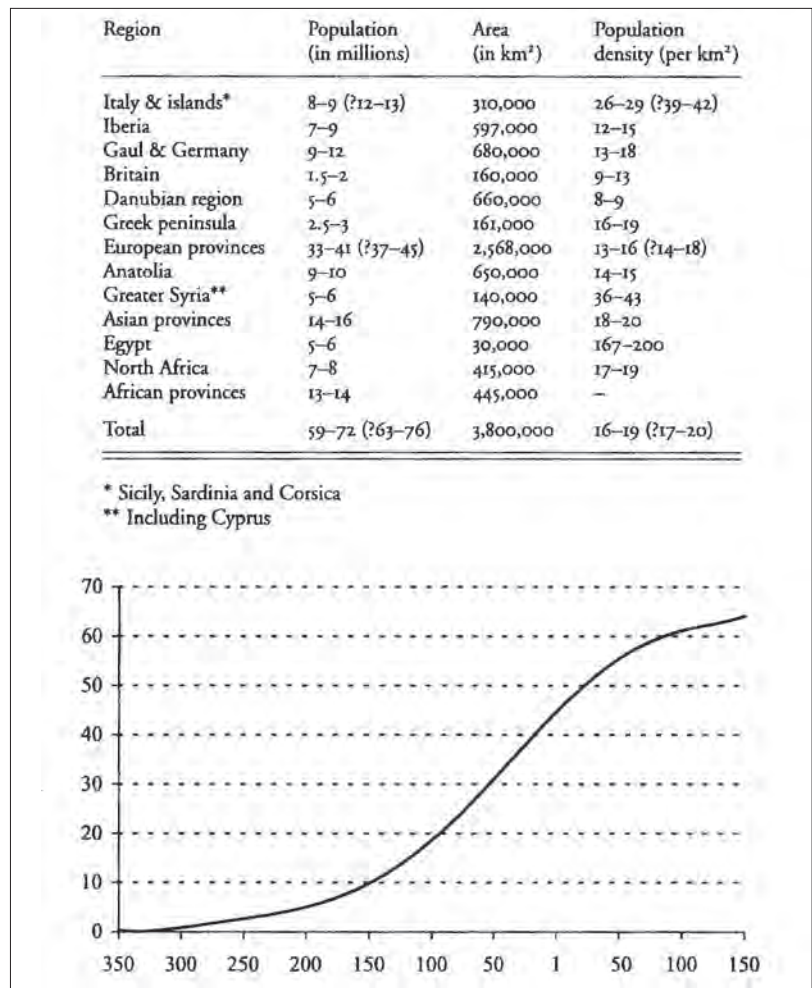 Region Population Area Population
(in millions) (in km²) density (per km²)
Italy & islands* 8–9 (?12–13) 310,000 26–29 (?39–42)
Iberia 7–9 597,000 12–15
Gaul & Germany 9–12 680,000 13–18
Britain 1.5–2 160,000 9–13
Danubian region 5–6 660,000 8–9
Greek peninsula 2.5–3 161,000 16–19
European provinces 33–41 (?37–45) 2,568,000 13–16 (?14–18)
Anatolia 9–10 650,000 14–15
Greater Syria** 5–6 140,000 36–43
Asian provinces 14–16 790,000 18–20
Egypt 5–6 30,000 167–200
North Africa 7–8 415,000 17–19
African provinces 13–14 445,000 –
Total 59–72 (?63–76) 3,800,000 16–19 (?17–20)
* Sicily, Sardinia and Corsica
** Including Cyprus
70
60
50
40
30
20
10
0
350 300 250 200 150 100 50 1 50 100 150